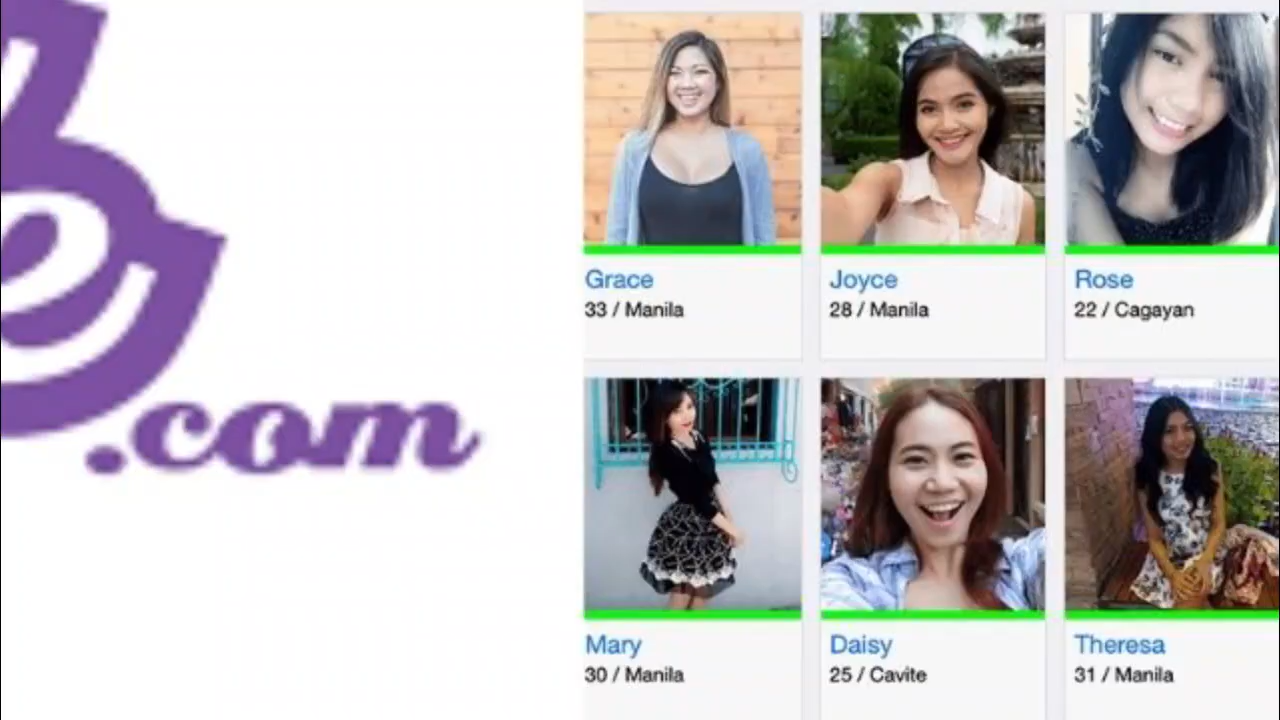 e
.com
Grace
33 / Manila
Joyce
28 / Manila
Rose
22 / Cagayan
Mary
30 / Manila
Daisy
25 / Cavite
Theresa
31 / Manila